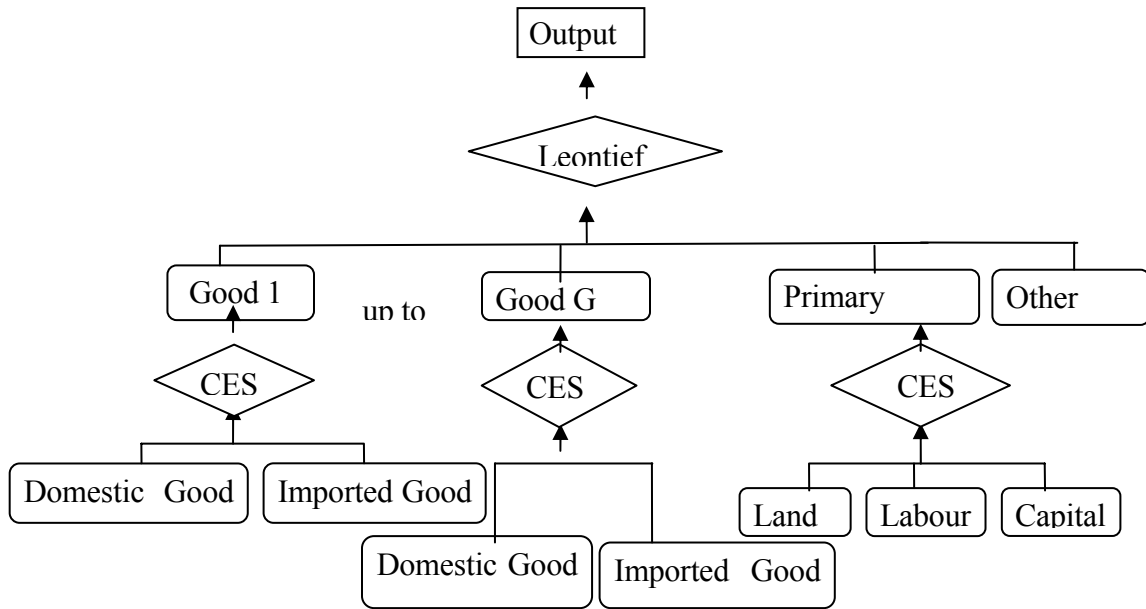 Output
Leontief
Good 1
up to
Good G
Primary
Other
CES
CES
CES
Domestic Good
Imported Good
Land
Labour
Capital
Domestic Good
Imported Good